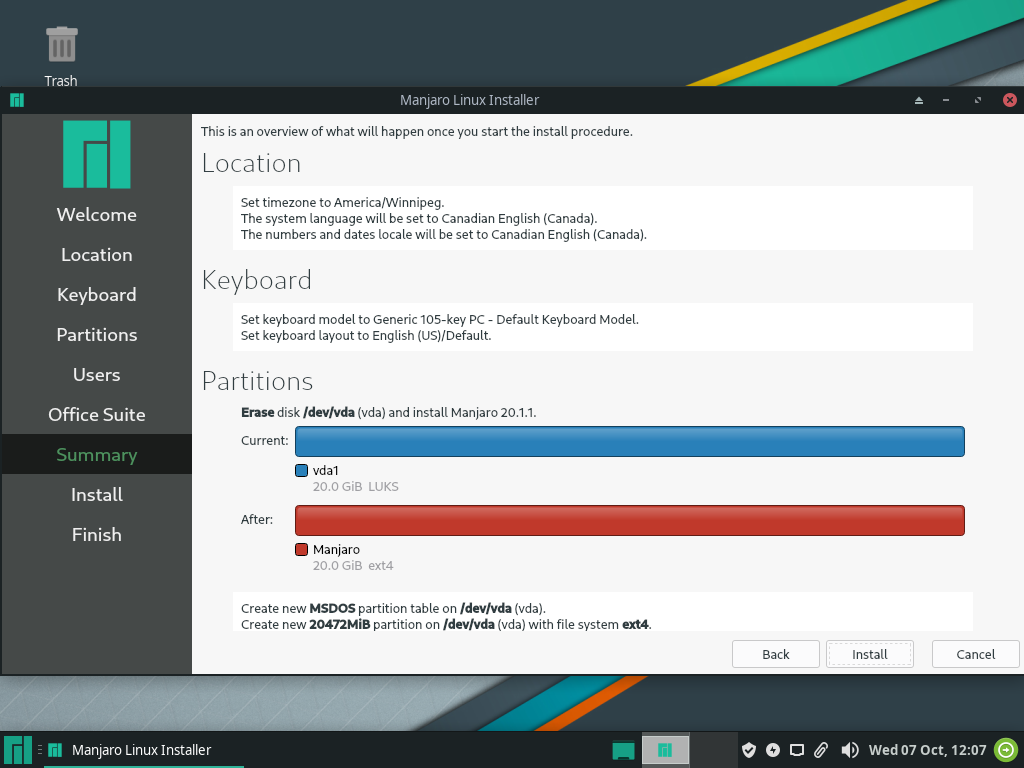 Trash
Manjaro Linux Installer
This is an overview of what will happen once you start the install procedure.
Welcome
Location
Keyboard
Partitions
Users
Office Suite
Summary
Install
Finish
Location
Set timezone to America/Winnipeg.
The system language will be set to Canadian English (Canada).
The numbers and dates locale will be set to Canadian English (Canada).
Keyboard
Set keyboard model to Generic 105-key PC - Default Keyboard Model.
Set keyboard layout to English (US)/Default.
Partitions
Erase disk /dev/vda (vda) and install Manjaro 20.1.1.
Current:
vda1
20.0 GiB LUKS
After:
Manjaro
20.0 GiB ext4
Create new MSDOS partition table on /dev/vda (vda).
Create new 20472MiB partition on /dev/vda (vda) with file system ext4.
Back Install Cancel
Manjaro Linux Installer
Wed 07 Oct, 12:07